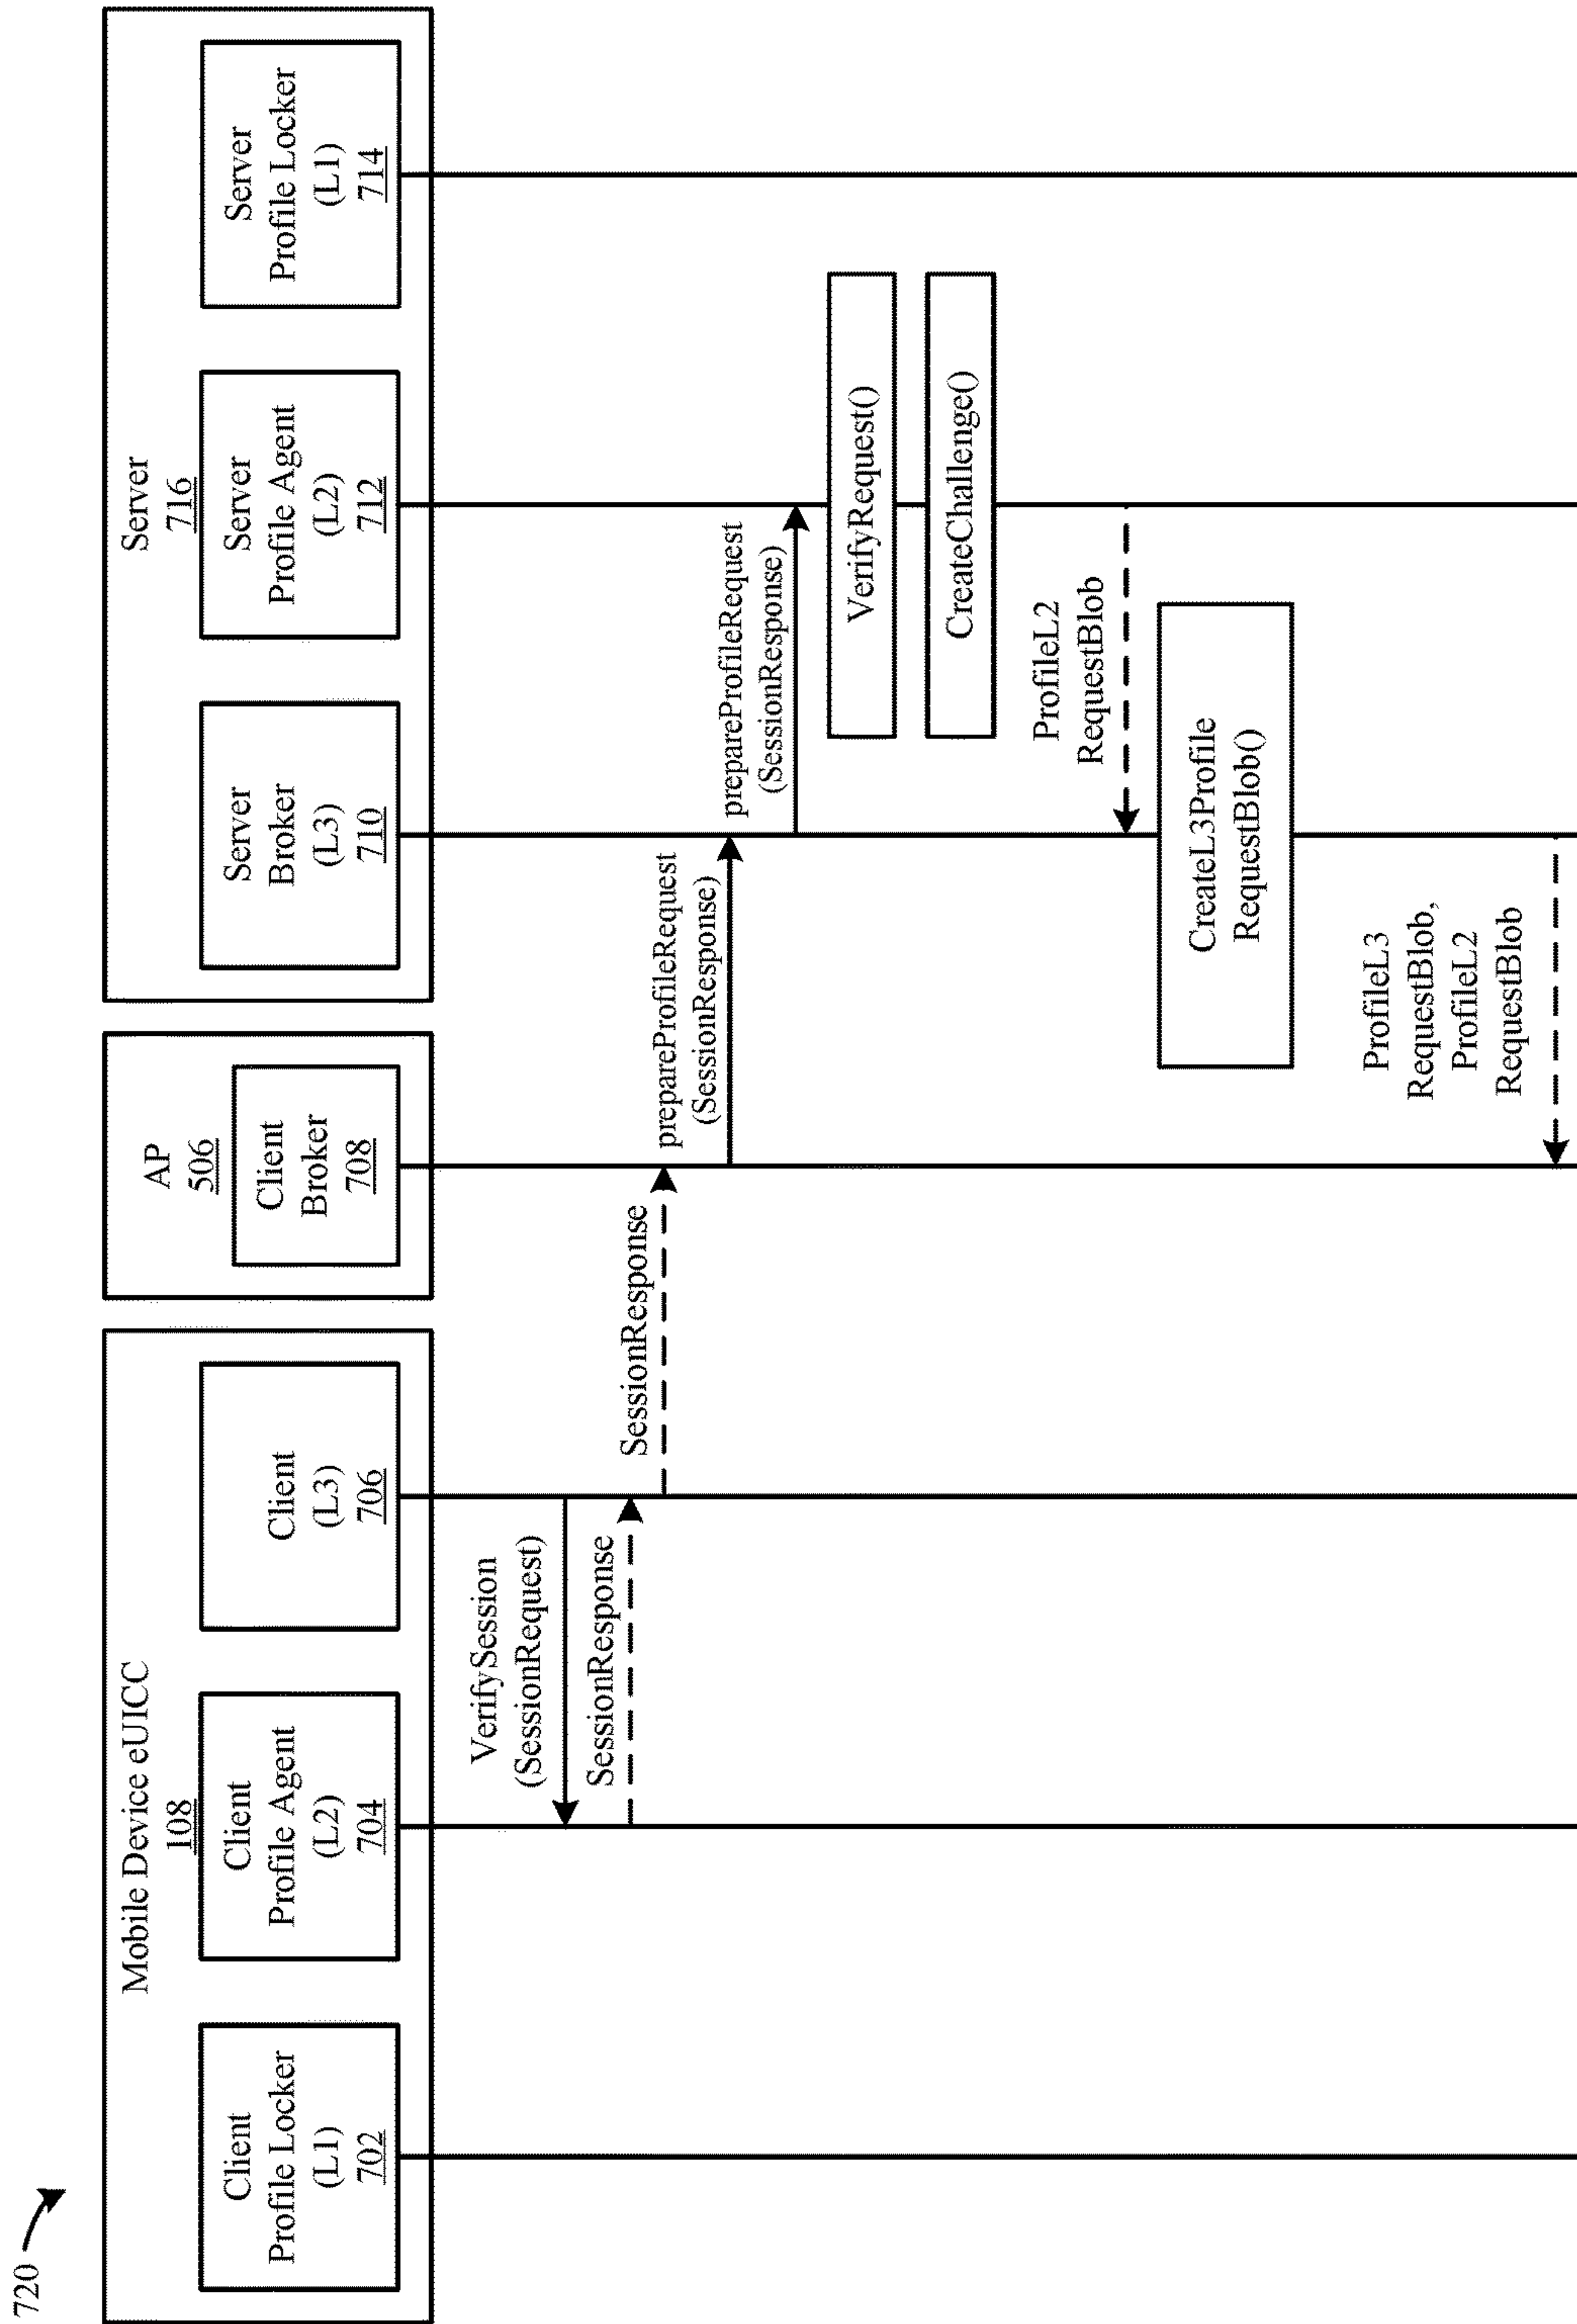 720
Mobile Device eUICC
108
Client
Profile Locker
(L1)
702
Client
Profile Agent
(L2)
704
Client
(L3)
706
AP
506
Client
Broker
708
Server
716
Server
Broker
(L3)
710
Server
Profile Agent
(L2)
712
Server
Profile Locker
(L1)
714
VerifySession
(SessionRequest)
SessionResponse
SessionResponse
prepareProfileRequest
(SessionResponse)
prepareProfileRequest
(SessionResponse)
VerifyRequest()
CreateChallenge()
ProfileL2
RequestBlob
CreateL3Profile
RequestBlob()
ProfileL3
RequestBlob,
ProfileL2
RequestBlob